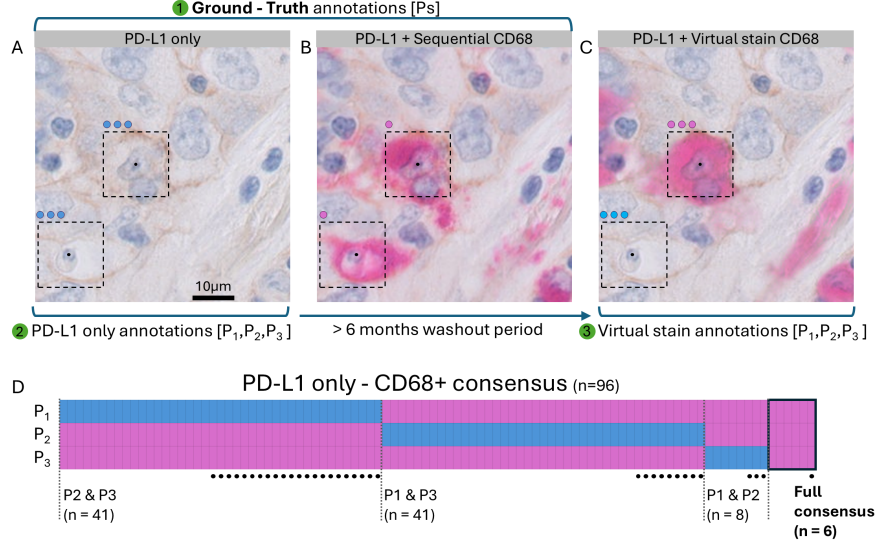 1 Ground - Truth annotations [Ps]
A PD-L1 only
B PD-L1 + Sequential CD68
C PD-L1 + Virtual stain CD68
10µm
2 PD-L1 only annotations [P1,P2,P3 ]
> 6 months washout period
3 Virtual stain annotations [P1,P2,P3 ]
D PD-L1 only - CD68+ consensus (n=96)
P1
P2
P3
P2 & P3
(n = 41)
P1 & P3
(n = 41)
P1 & P2
(n = 8)
Full
consensus
(n = 6)